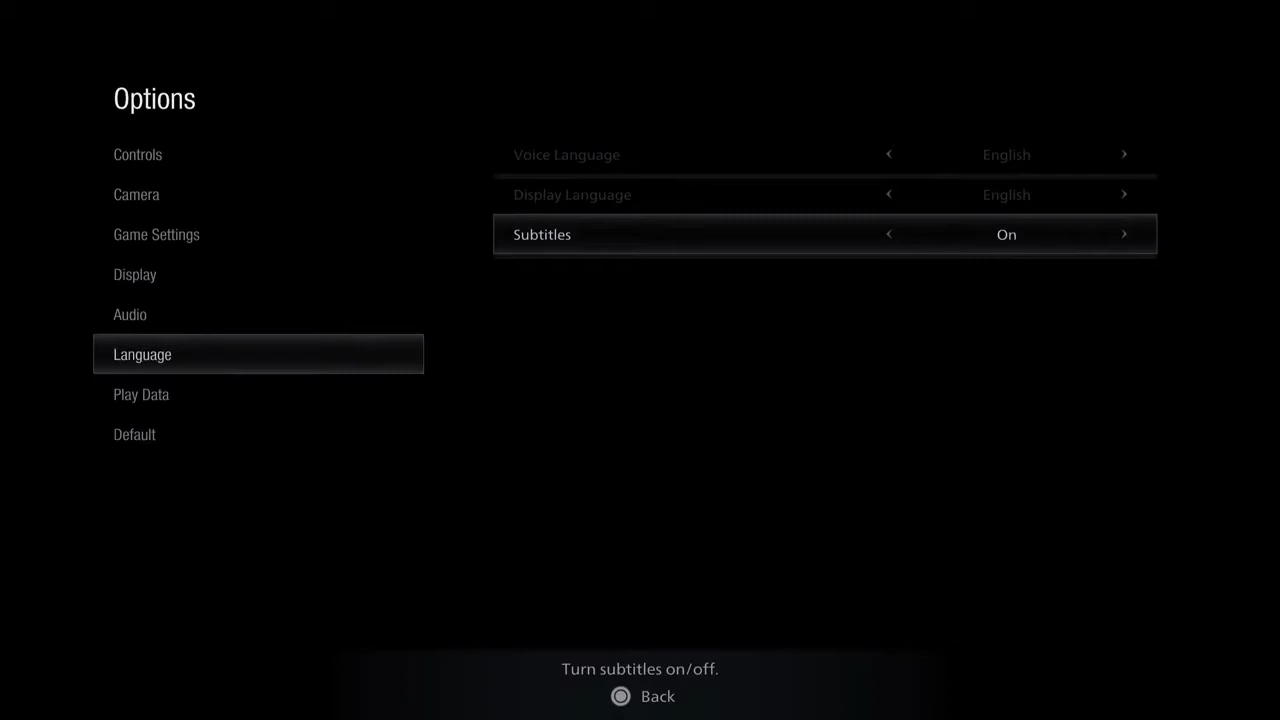 Options
Controls
Camera
Game Settings
Display
Audio
Language
Play Data
Default
Voice Language English
Display Language English
Subtitles On
Turn subtitles on/off.
Back